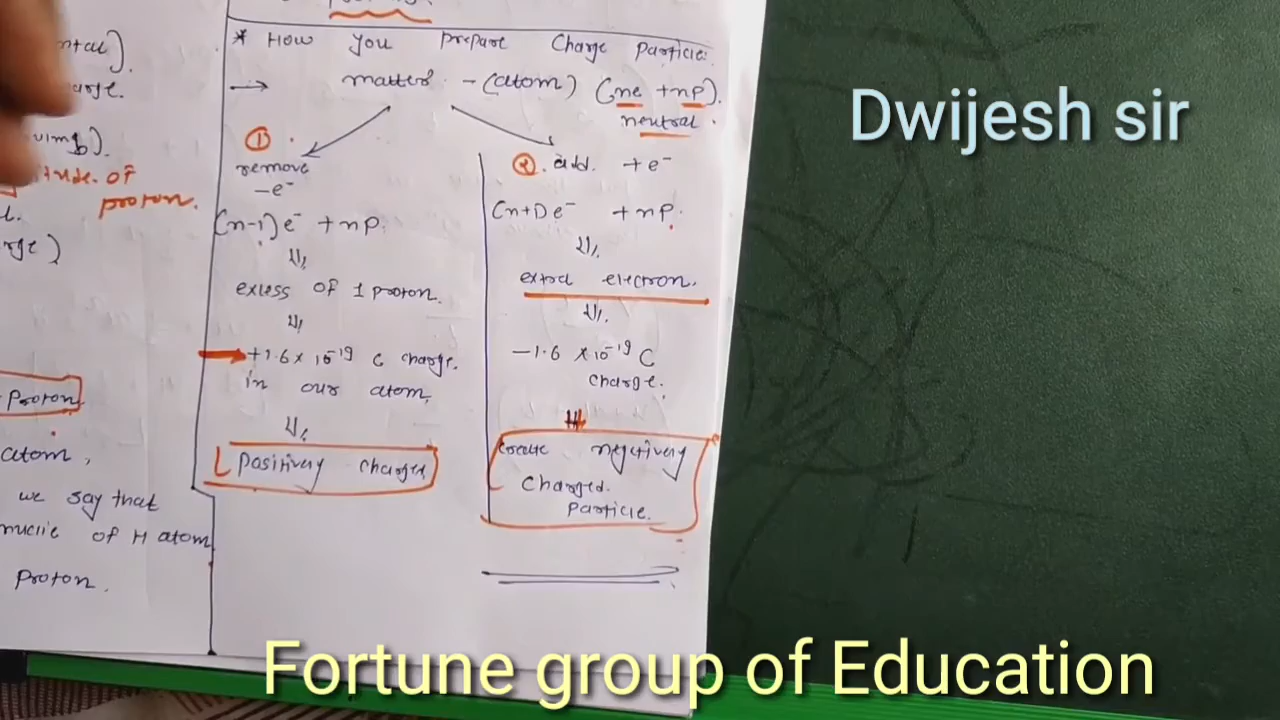 * How you prepare Charge Particle:
→ matter - (atom) (ne + np).
neutral.
①
remove
-e⁻
(n-1)e⁻ + np.
⇓
exless of 1 proton.
⇓
+1.6 × 10⁻¹⁹ C charge.
in our atom.
⇓
Positively charged
② . add. +e⁻
(n+1)e⁻ + np.
⇓
extra electron.
⇓
-1.6 × 10⁻¹⁹ C
charge.
create negatively
charged.
Particle.
proton.
Proton
atom,
we say that
of H atom
Proton.
Dwijesh sir
Fortune group of Education